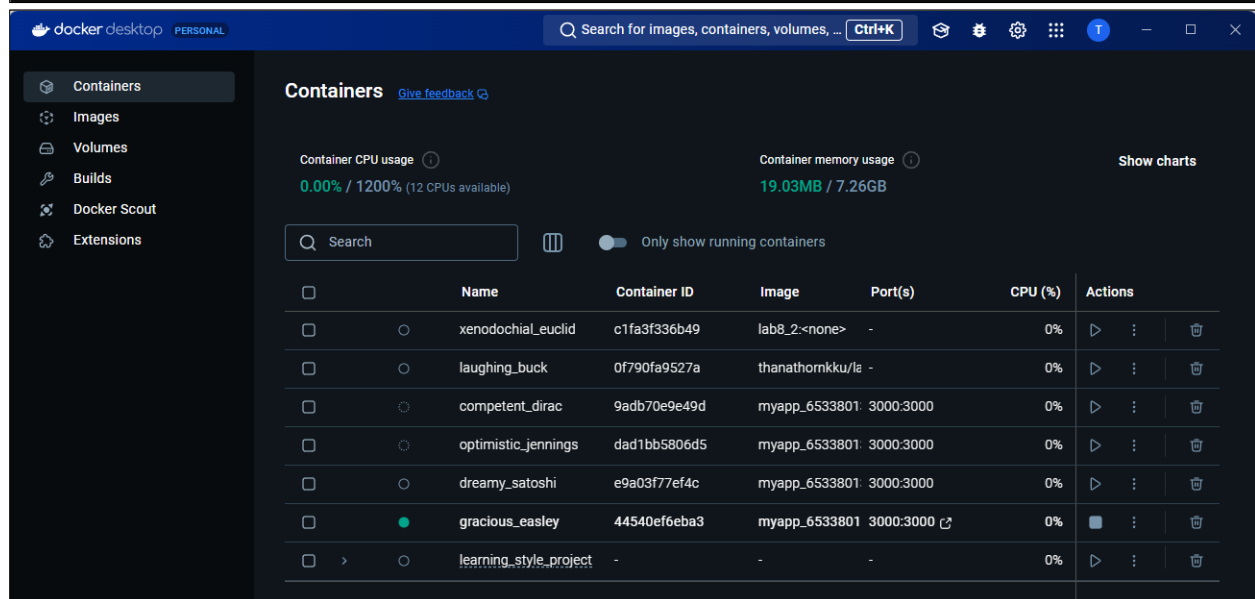 docker desktop PERSONAL Search for images, containers, volumes, ... Ctrl+K T
Containers
Images
Volumes
Builds
Docker Scout
Extensions
Containers Give feedback
Container CPU usage
0.00% / 1200% (12 CPUs available)
Container memory usage
19.03MB / 7.26GB
Show charts
Search
Only show running containers
Name Container ID Image Port(s) CPU (%) Actions
xenodochial_euclid c1fa3f336b49 lab8_2:<none> - 0%
laughing_buck 0f790fa9527a thanathornkku/la - 0%
competent_dirac 9adb70e9e49d myapp_6533801: 3000:3000 0%
optimistic_jennings dad1bb5806d5 myapp_6533801: 3000:3000 0%
dreamy_satoshi e9a03f77ef4c myapp_6533801: 3000:3000 0%
gracious_easley 44540ef6eba3 myapp_6533801 3000:3000 0%
learning_style_project - - - 0%